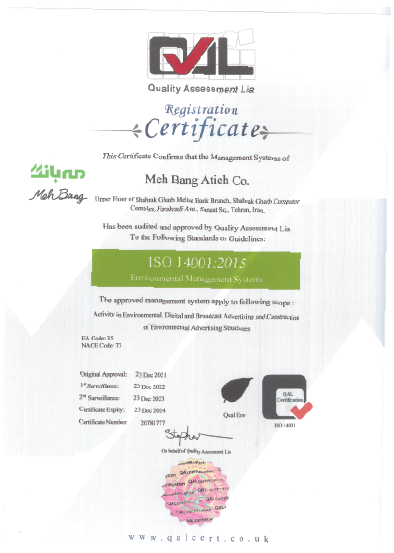 QAL
Quality Assessment Lia
Registration
Certificate
This Certificate Confirms that the Management Systems of
مه بانگ
Meh Bang
Meh Bang Atieh Co.
Upper Floor of Shahrak Gharb Mellat Bank Branch, Shahrak Gharb Computer
Complex, Farahzadi Ave., Sanaat Sq., Tehran, Iran.
Has been audited and approved by Quality Assessment Lia
To the Following Standards or Guidelines:
ISO 14001:2015
Environmental Management Systems
The approved management system apply to following scope :
Activity in Environmental, Digital and Broadcast Advertising and Construction
of Environmental Advertising Structures
EA Code: 35
NACE Code: 73
Original Approval: 23 Dec 2021
1st Surveillance: 23 Dec 2022
2nd Surveillance: 23 Dec 2023
Certificate Expiry: 23 Dec 2024
Certificate Number 20781777
Qual Env
QAL
Certification
ISO 14001
Stephen
On behalf of Quality Assessment Lia
QALcertification
www.qalcert.co.uk